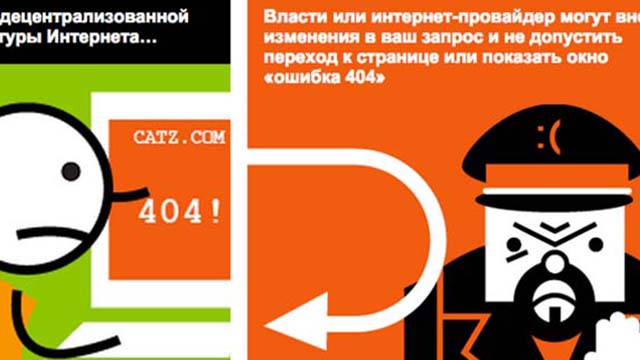 децентрализованной
туры Интернета...
CATZ.COM
404!
Власти или интернет-провайдер могут
изменения в ваш запрос и не допустить
переход к странице или показать окно
«ошибка 404»
:(